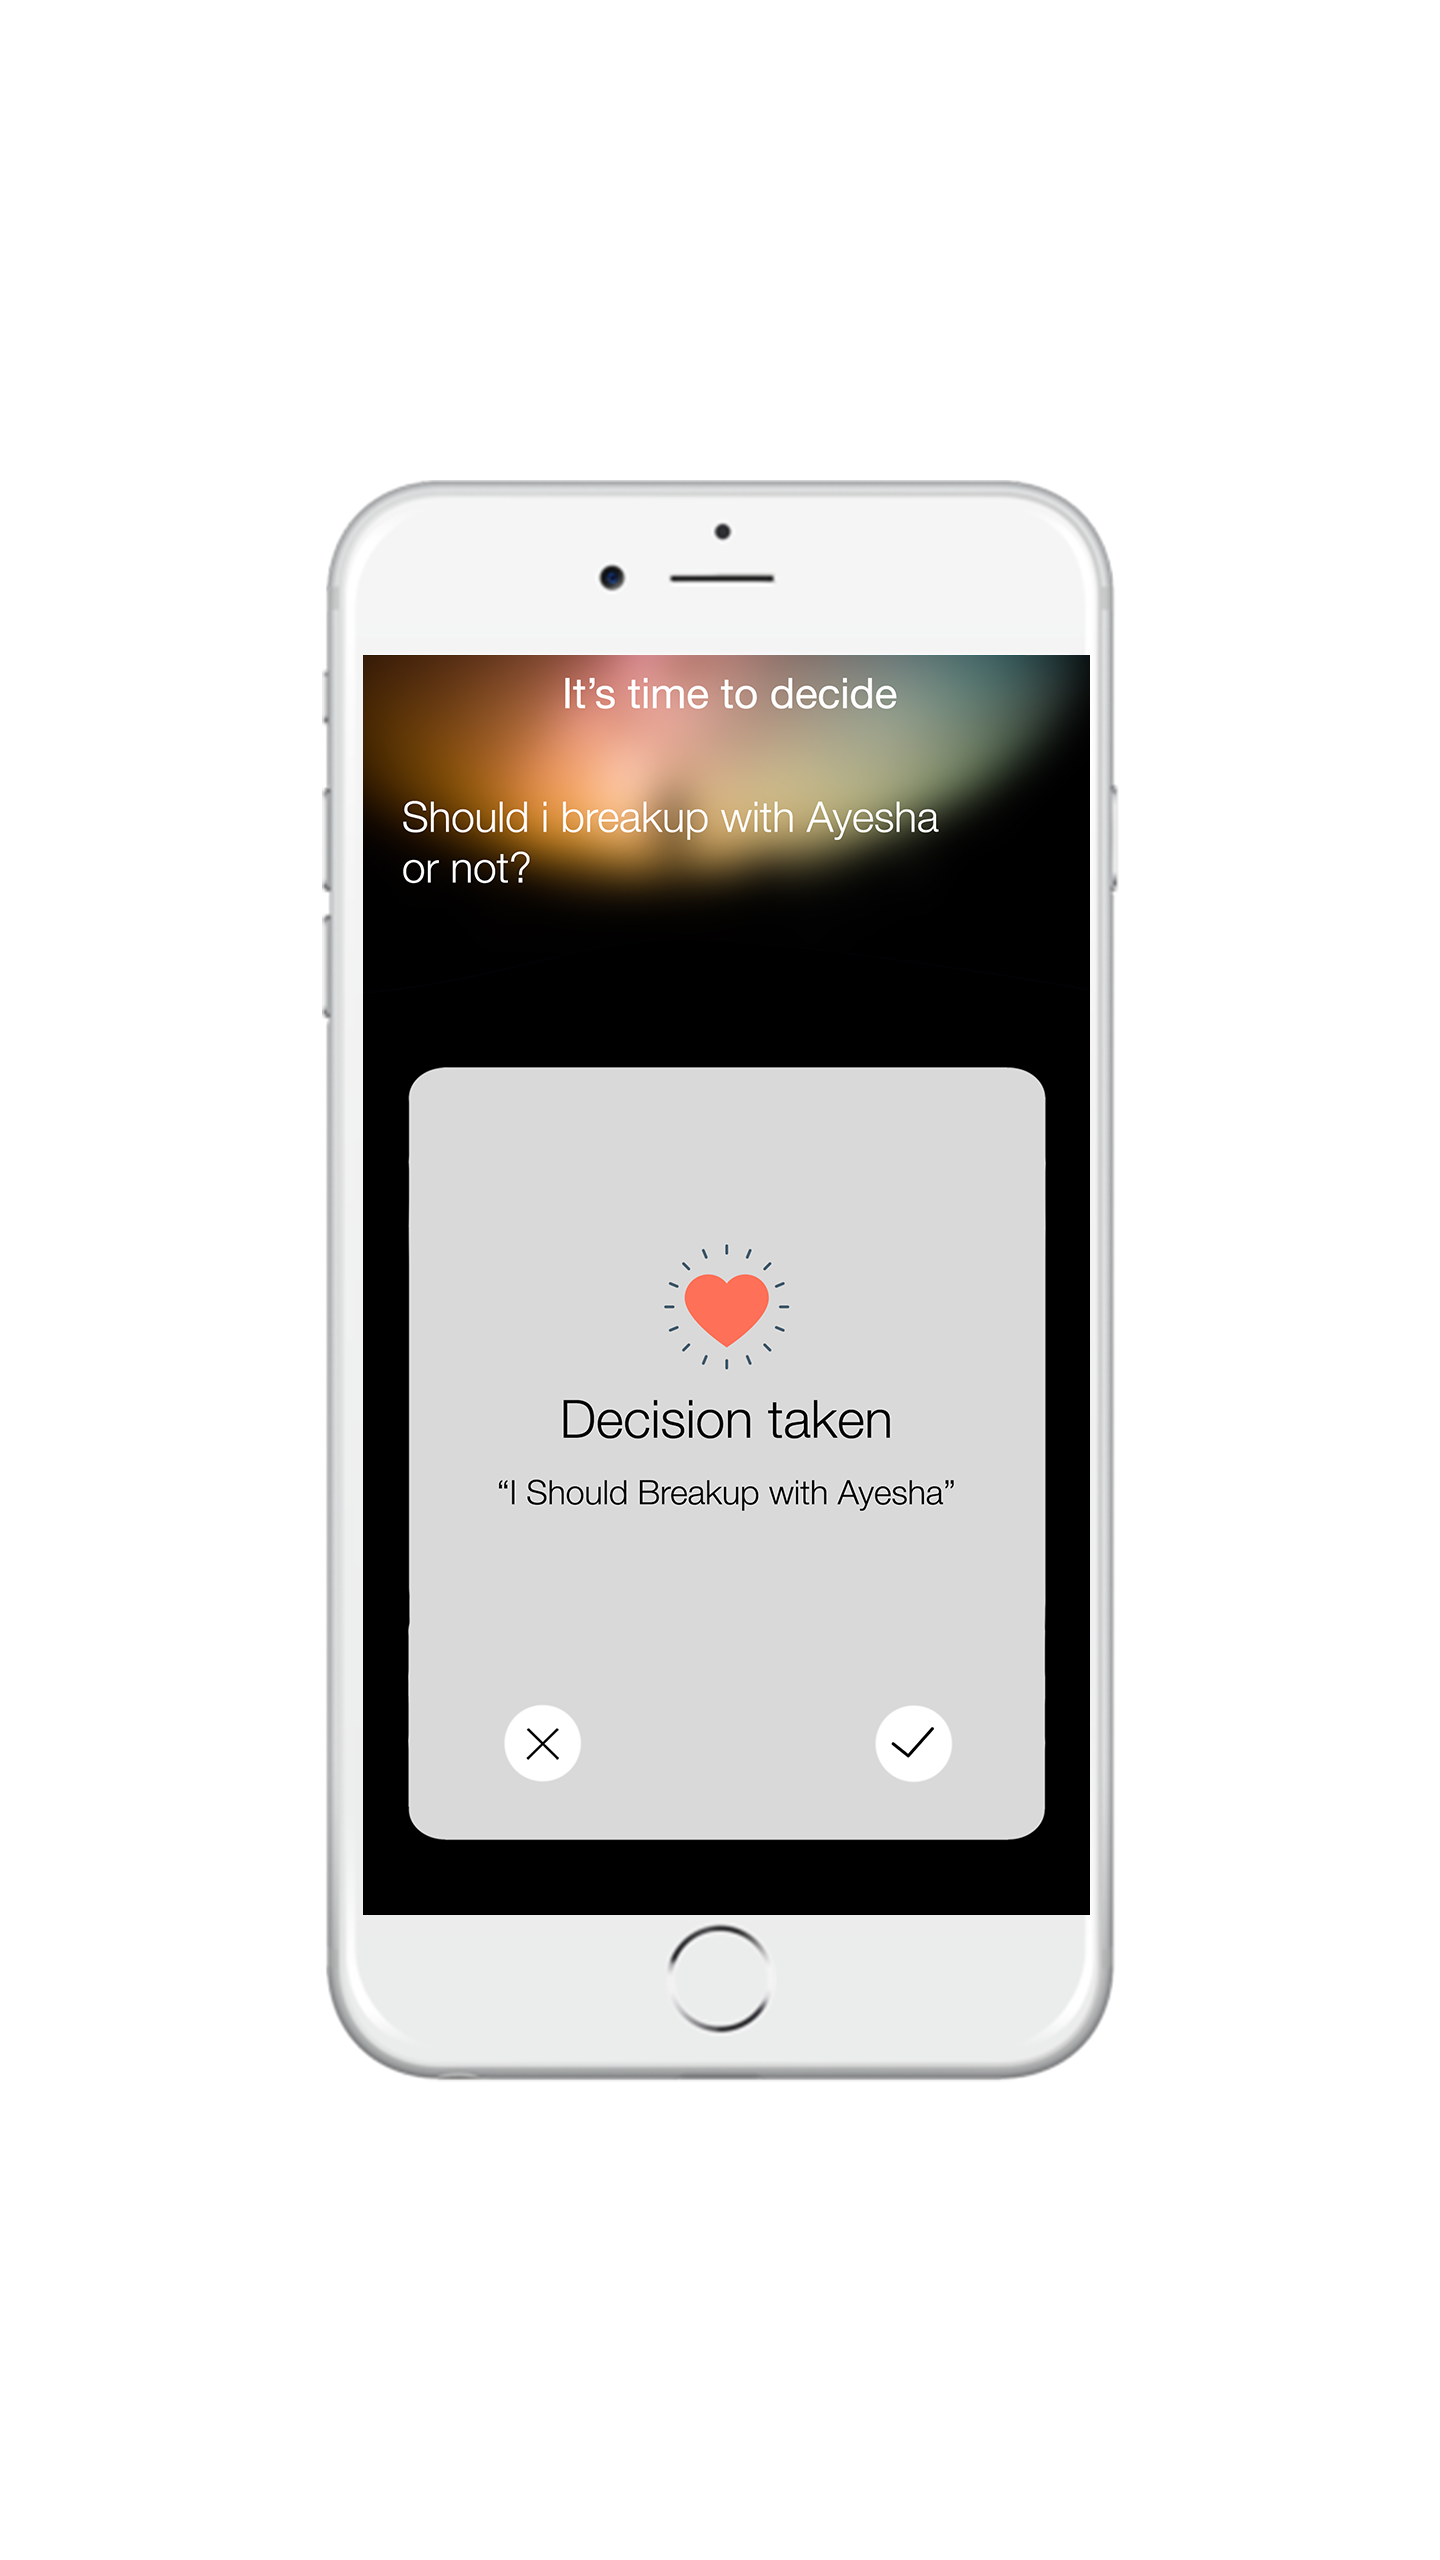 It’s time to decide
Should i breakup with Ayesha
or not?
Decision taken
“I Should Breakup with Ayesha”